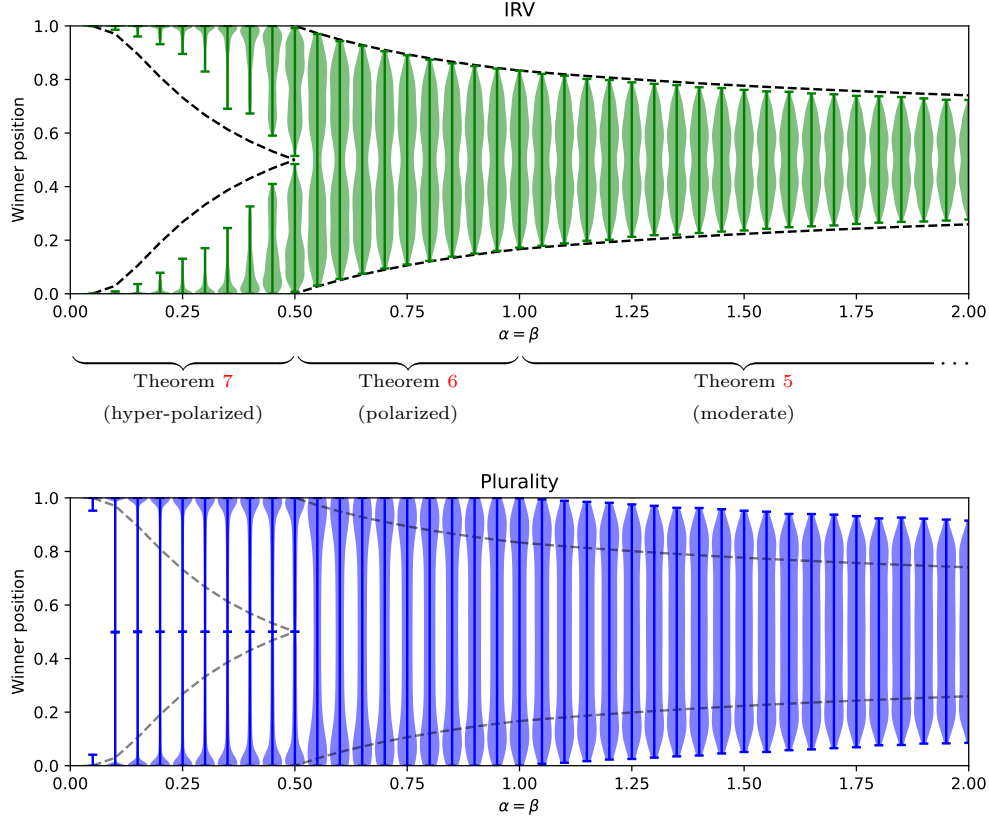 IRV
1.0
0.8
0.6
0.4
0.2
0.0
Winner position
0.00 0.25 0.50 0.75 1.00 1.25 1.50 1.75 2.00
α = β
Theorem 7 Theorem 6 Theorem 5
(hyper-polarized) (polarized) (moderate)
Plurality
1.0
0.8
0.6
0.4
0.2
0.0
Winner position
0.00 0.25 0.50 0.75 1.00 1.25 1.50 1.75 2.00
α = β